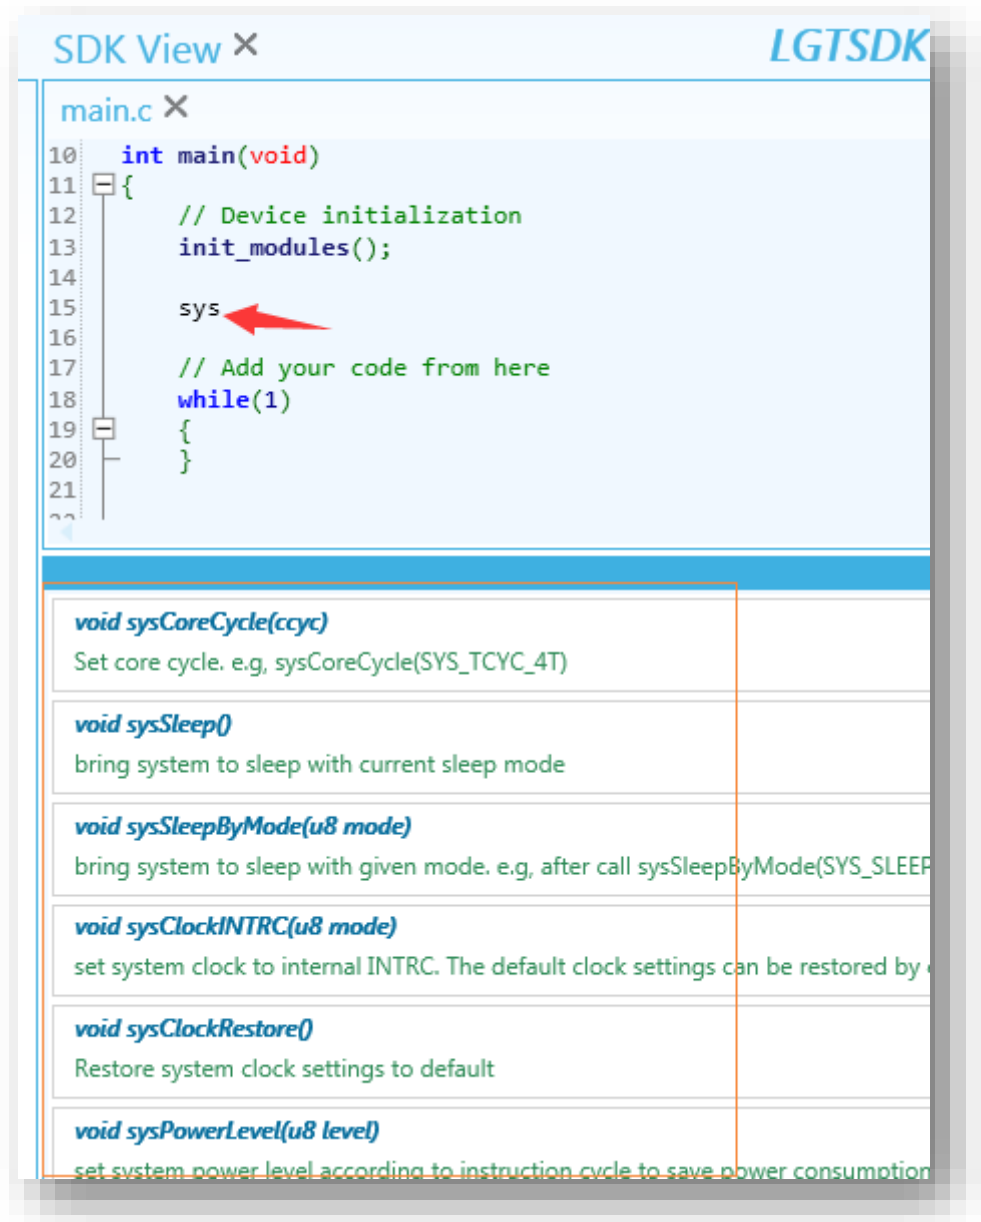 SDK View
LGTSDK
main.c
10 int main(void)
11 {
12 // Device initialization
13 init_modules();
14
15 sys
16
17 // Add your code from here
18 while(1)
19 {
20 }
21
void sysCoreCycle(ccyc)
Set core cycle. e.g, sysCoreCycle(SYS_TCYC_4T)
void sysSleep()
bring system to sleep with current sleep mode
void sysSleepByMode(u8 mode)
bring system to sleep with given mode. e.g, after call sysSleepByMode(SYS_SLEEP
void sysClockINTRC(u8 mode)
set system clock to internal INTRC. The default clock settings can be restored by
void sysClockRestore()
Restore system clock settings to default
void sysPowerLevel(u8 level)
set system power level according to instruction cycle to save power consumption